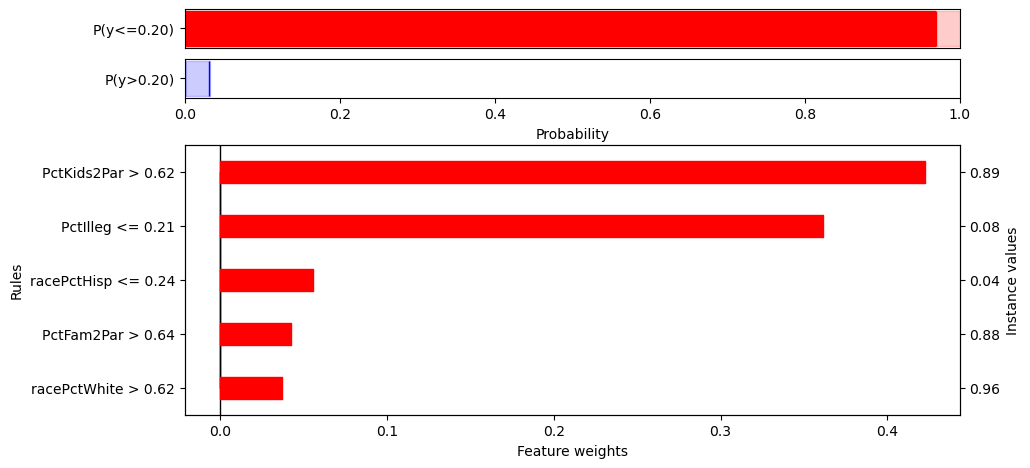 P(y<=0.20)
P(y>0.20)
0.0 0.2 0.4 0.6 0.8 1.0
Probability
PctKids2Par > 0.62 0.89
PctIlleg <= 0.21 0.08
racePctHisp <= 0.24 0.04
PctFam2Par > 0.64 0.88
racePctWhite > 0.62 0.96
Rules
Instance values
0.0 0.1 0.2 0.3 0.4
Feature weights